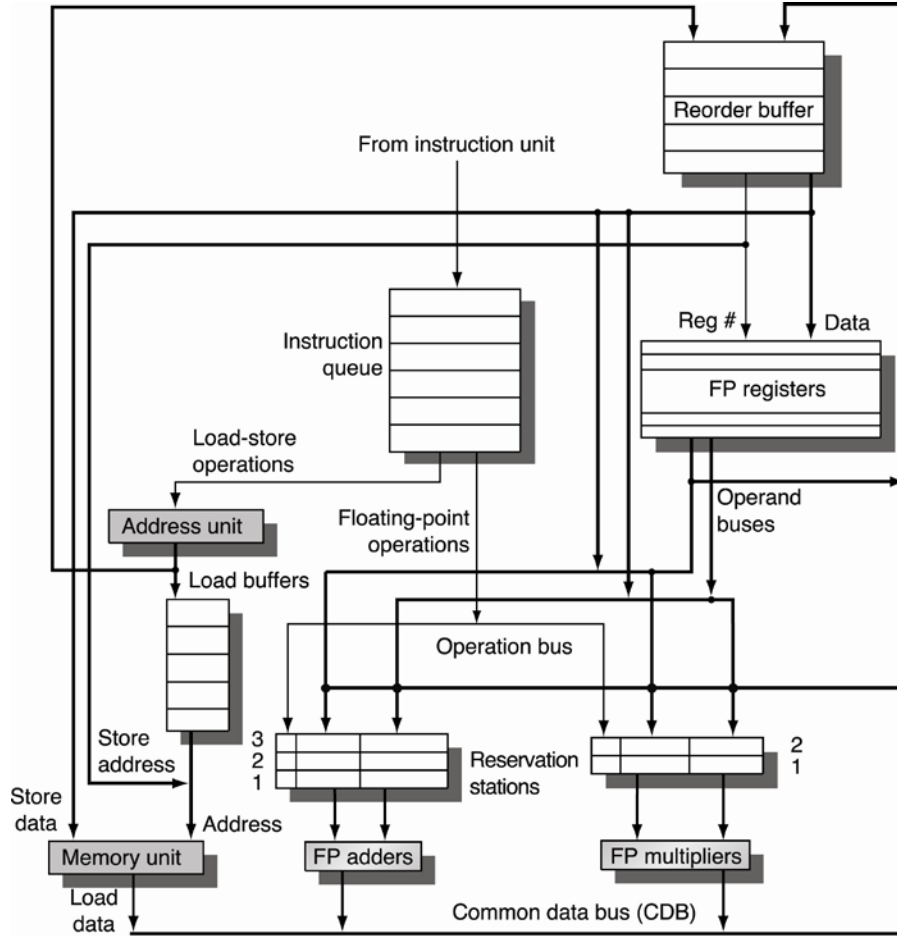 Reorder buffer
From instruction unit
Reg #
Data
Instruction
queue
FP registers
Load-store
operations
Operand
buses
Address unit
Floating-point
operations
Load buffers
Operation bus
Store
address
3
2
1
Reservation
stations
2
1
Store
data
Address
Memory unit
FP adders
FP multipliers
Load
data
Common data bus (CDB)